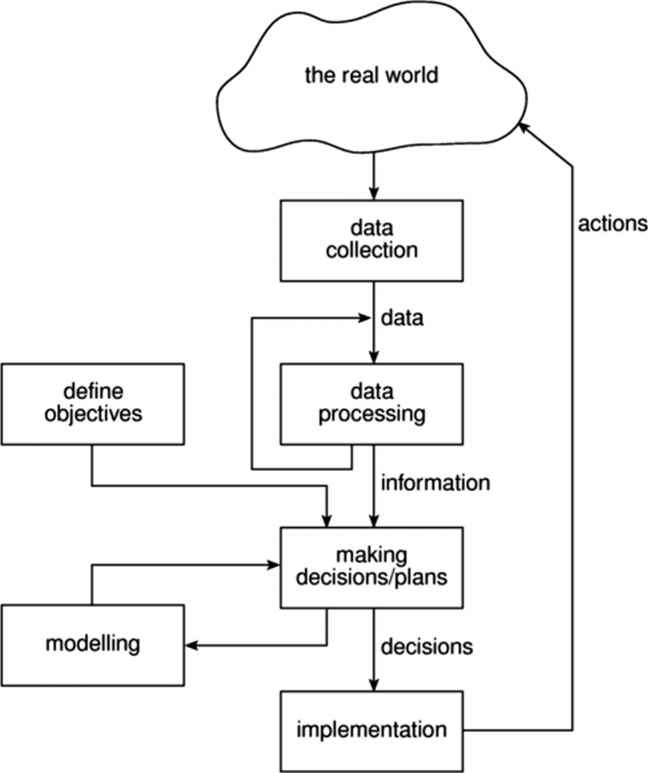 the real world
data
collection
actions
data
define
objectives
data
processing
information
making
decisions/plans
modelling
decisions
implementation